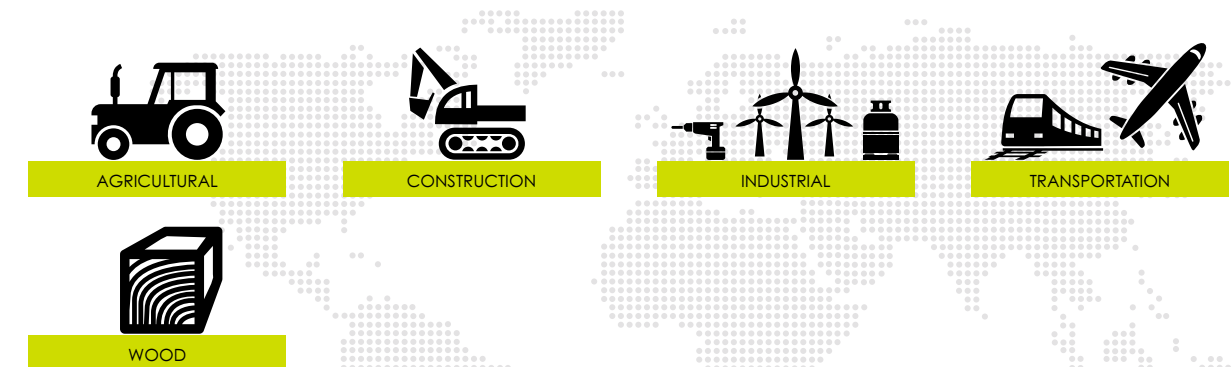 AGRICULTURAL
CONSTRUCTION
INDUSTRIAL
TRANSPORTATION
WOOD